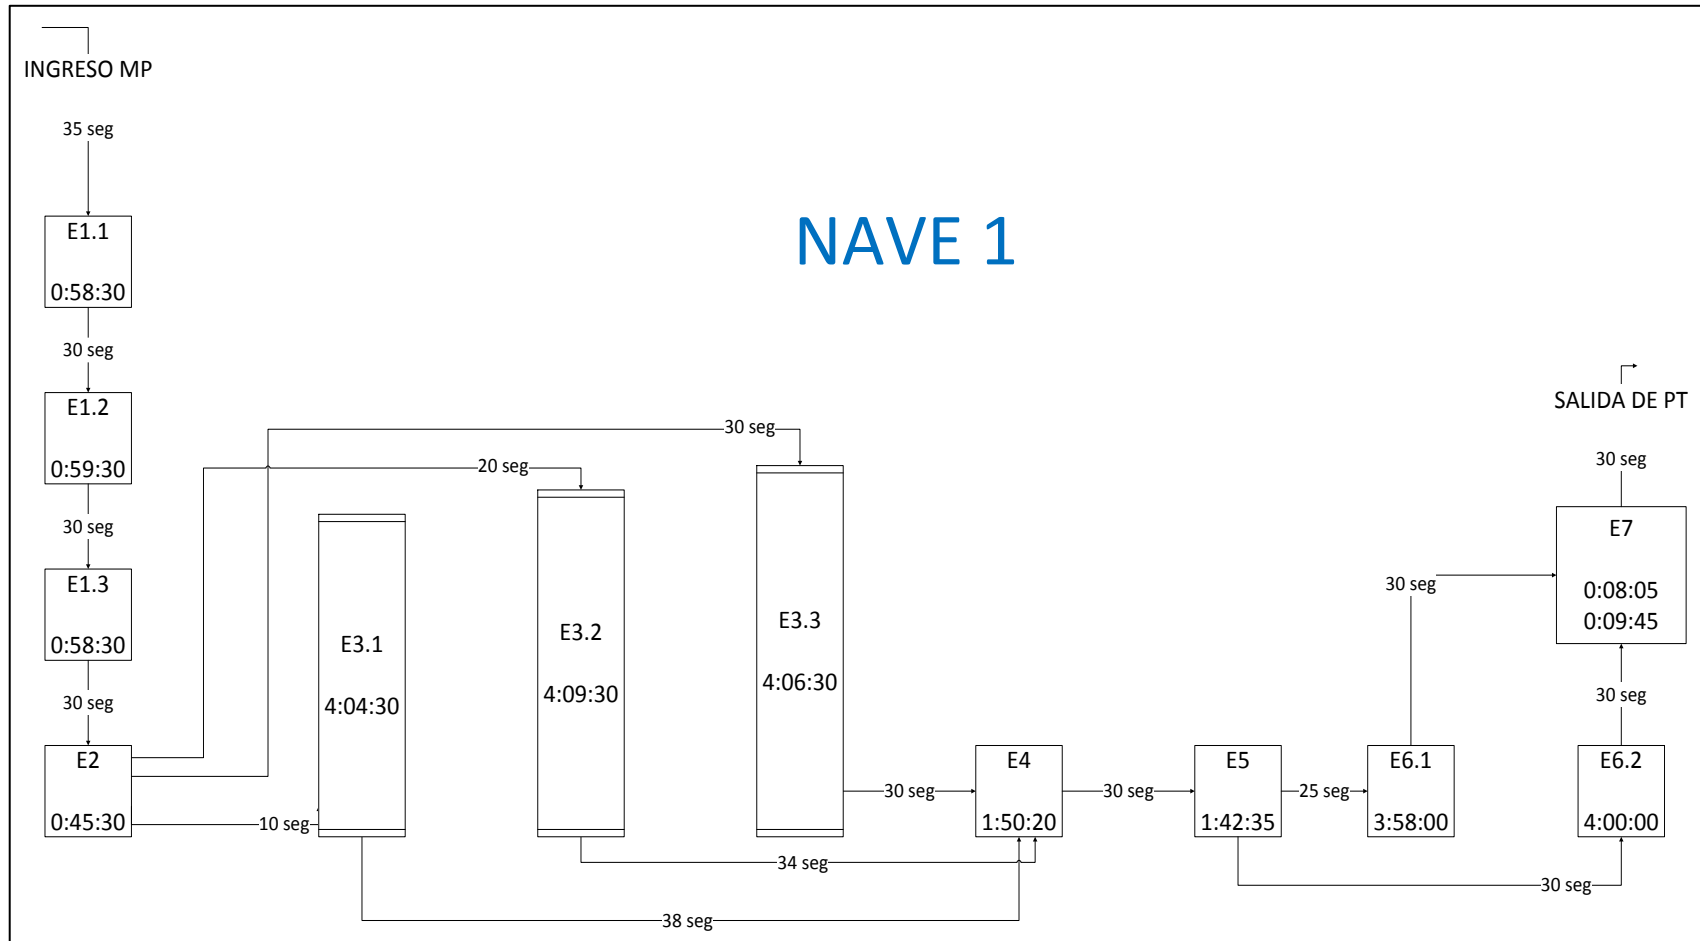 INGRESO MP
35 seg
E1.1
0:58:30
30 seg
E1.2
0:59:30
30 seg
E1.3
0:58:30
30 seg
E2
0:45:30
NAVE 1
30 seg
20 seg
10 seg
E3.1
4:04:30
E3.2
4:09:30
E3.3
4:06:30
30 seg
34 seg
38 seg
E4
1:50:20
30 seg
E5
1:42:35
25 seg
30 seg
E6.1
3:58:00
E6.2
4:00:00
30 seg
30 seg
E7
0:08:05
0:09:45
30 seg
SALIDA DE PT